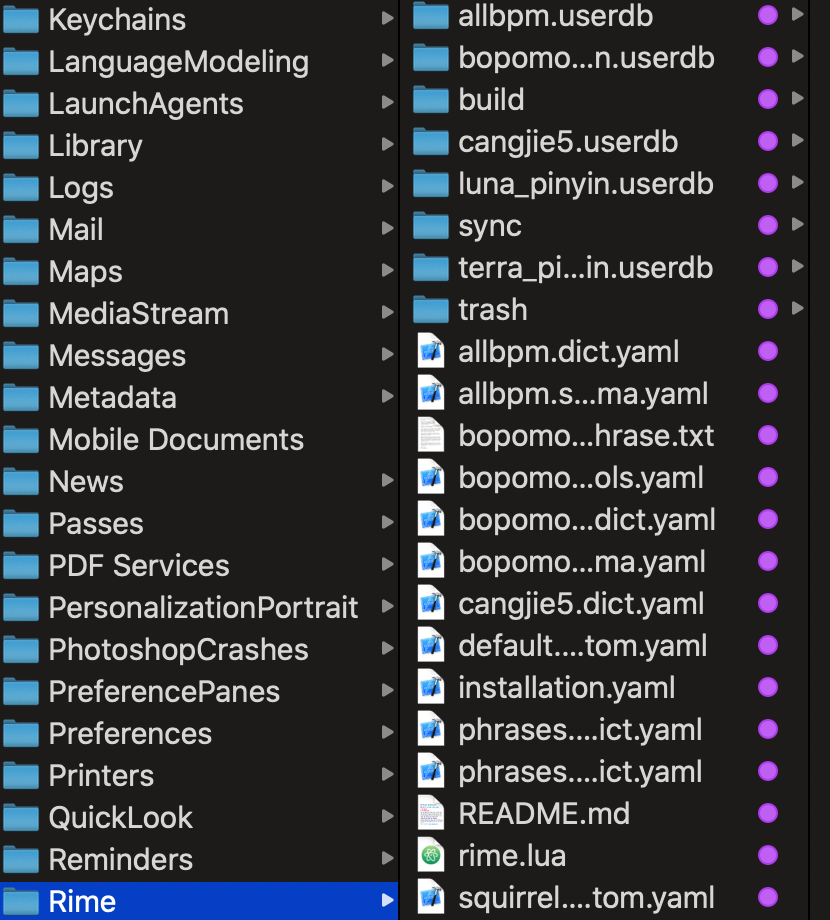 Keychains
LanguageModeling
LaunchAgents
Library
Logs
Mail
Maps
MediaStream
Messages
Metadata
Mobile Documents
News
Passes
PDF Services
PersonalizationPortrait
PhotoshopCrashes
PreferencePanes
Preferences
Printers
QuickLook
Reminders
Rime
allbpm.userdb
bopomo...n.userdb
build
cangjie5.userdb
luna_pinyin.userdb
sync
terra_pi...in.userdb
trash
allbpm.dict.yaml
allbpm.s...ma.yaml
bopomo...hrase.txt
bopomo...ols.yaml
bopomo...dict.yaml
bopomo...ma.yaml
cangjie5.dict.yaml
default....tom.yaml
installation.yaml
phrases....ict.yaml
phrases....ict.yaml
README.md
rime.lua
squirrel....tom.yaml